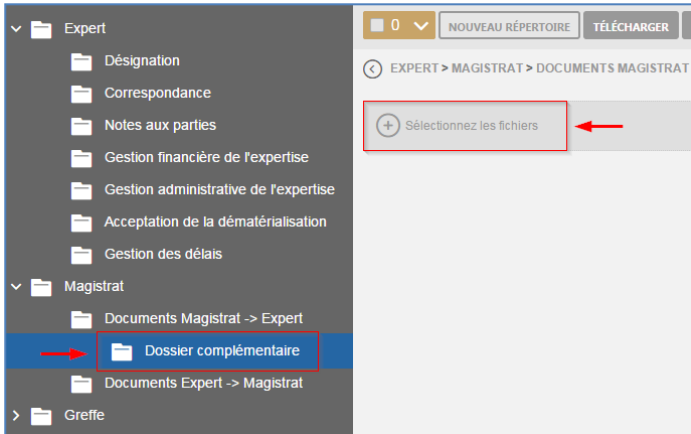 Expert
Désignation
Correspondance
Notes aux parties
Gestion financière de l'expertise
Gestion administrative de l'expertise
Acceptation de la dématérialisation
Gestion des délais
Magistrat
Documents Magistrat -> Expert
Dossier complémentaire
Documents Expert -> Magistrat
Greffe
0
NOUVEAU RÉPERTOIRE
TÉLÉCHARGER
EXPERT > MAGISTRAT > DOCUMENTS MAGISTRAT
Sélectionnez les fichiers